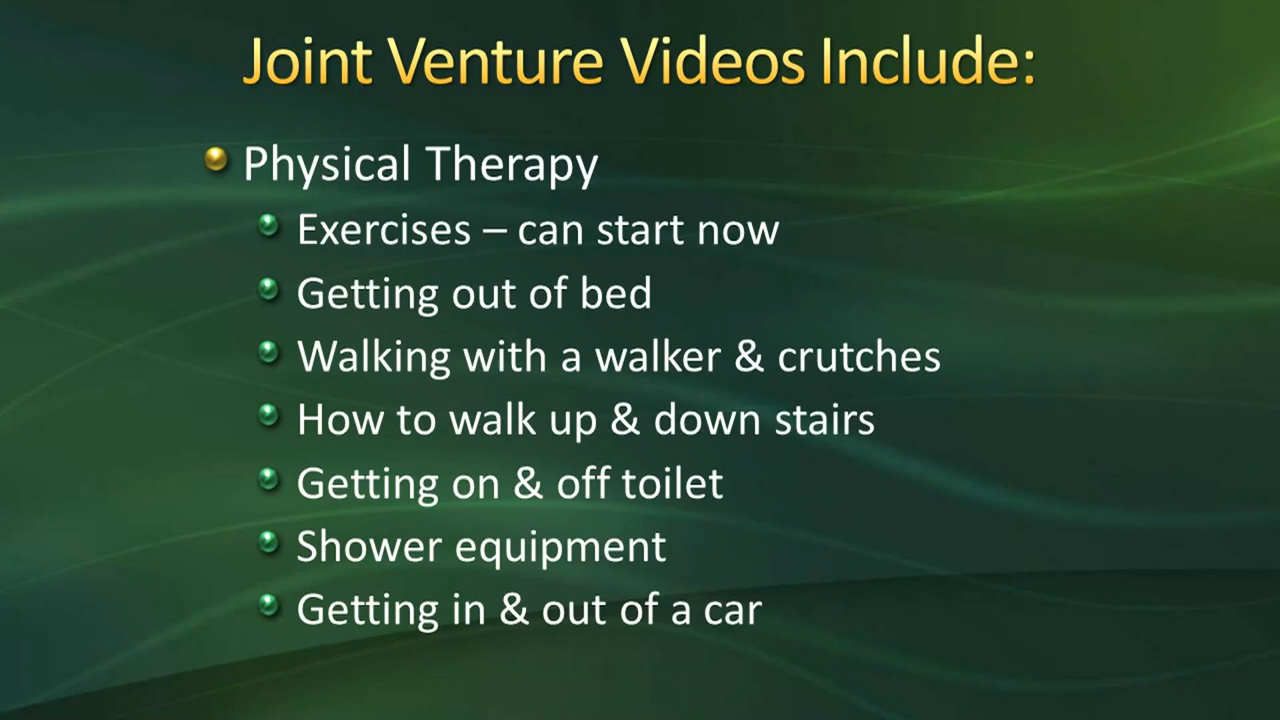 Joint Venture Videos Include:
Physical Therapy
Exercises – can start now
Getting out of bed
Walking with a walker & crutches
How to walk up & down stairs
Getting on & off toilet
Shower equipment
Getting in & out of a car